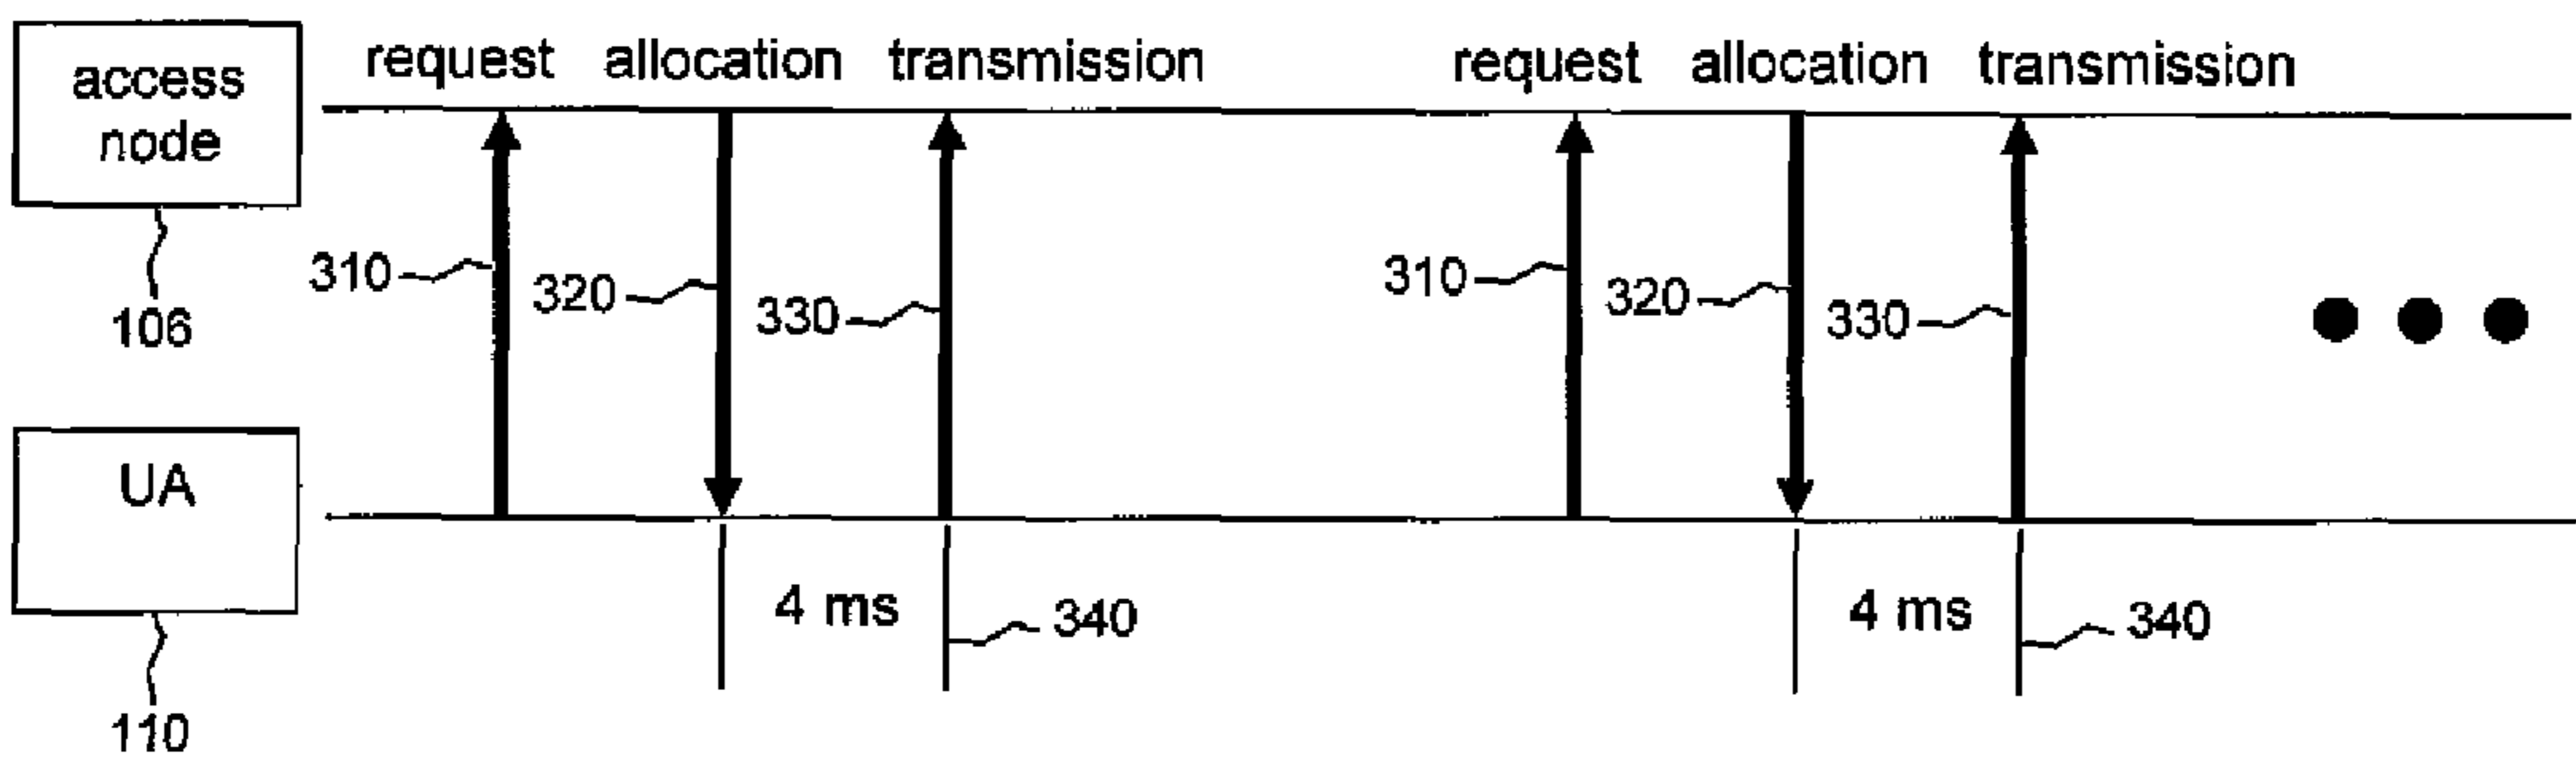 access
node
106
UA
110
request allocation transmission
310
320
330
4 ms
340
request allocation transmission
310
320
330
4 ms
340